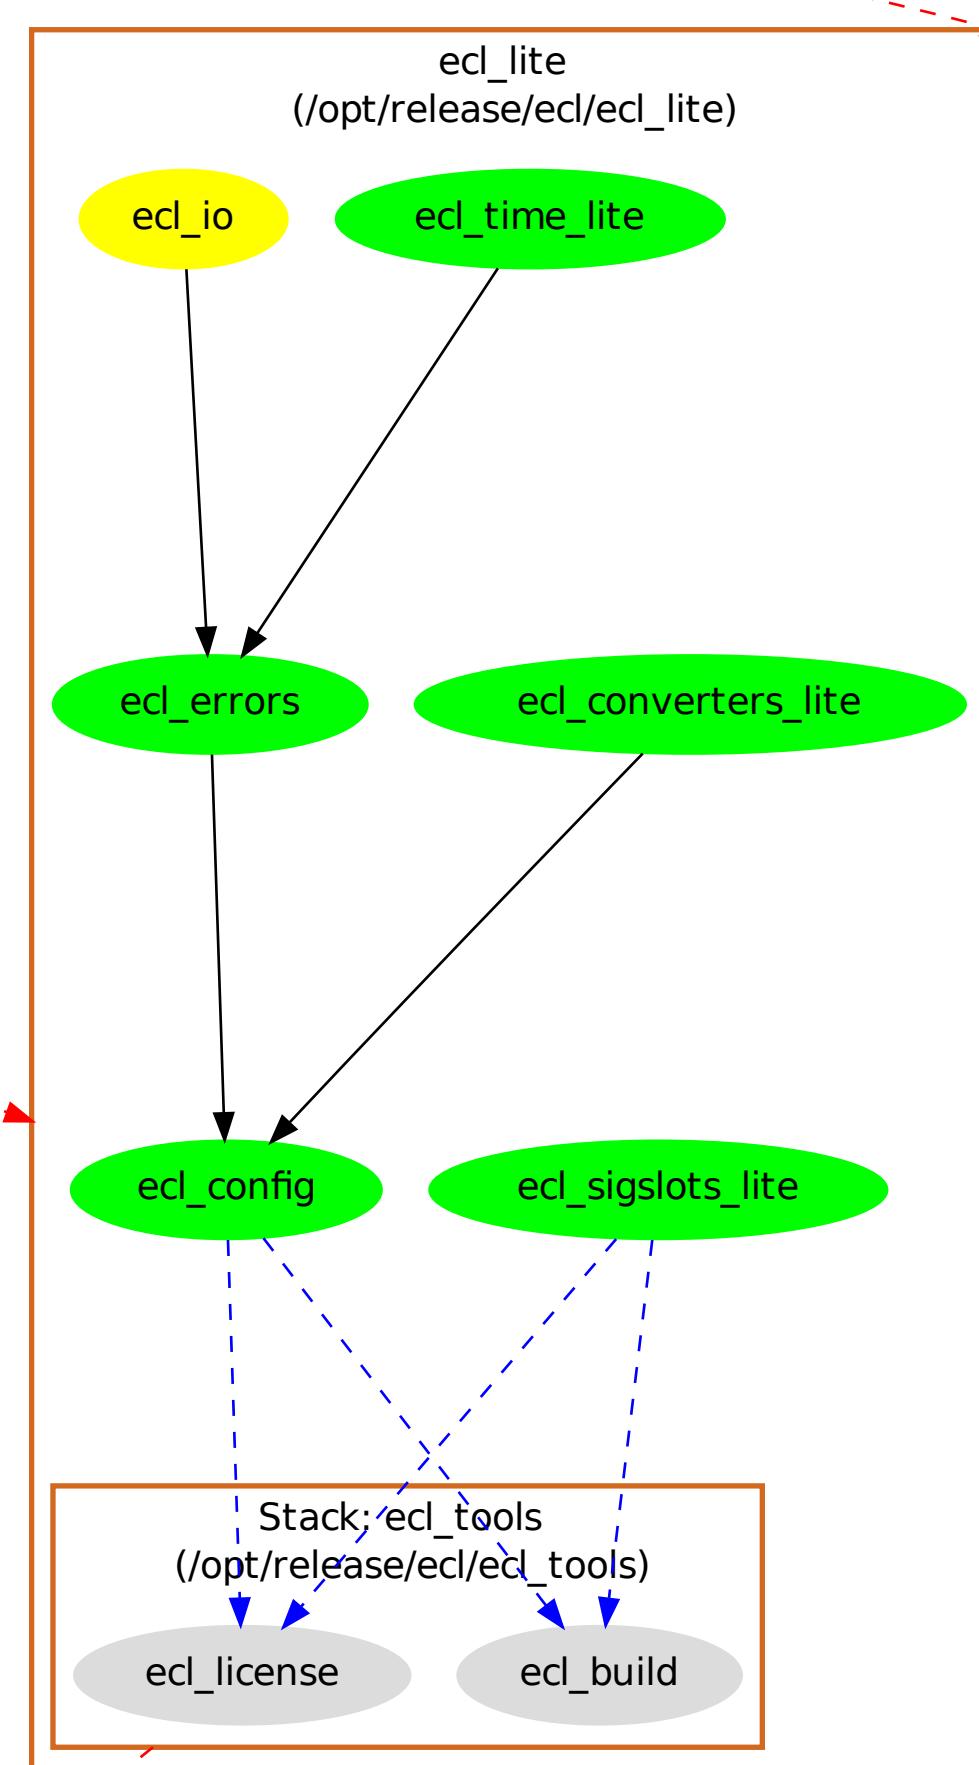 ecl_lite
(/opt/release/ecl/ecl_lite)
ecl_io
ecl_time_lite
ecl_errors
ecl_converters_lite
ecl_config
ecl_sigslots_lite
Stack: ecl_tools
(/opt/release/ecl/ecl_tools)
ecl_license
ecl_build